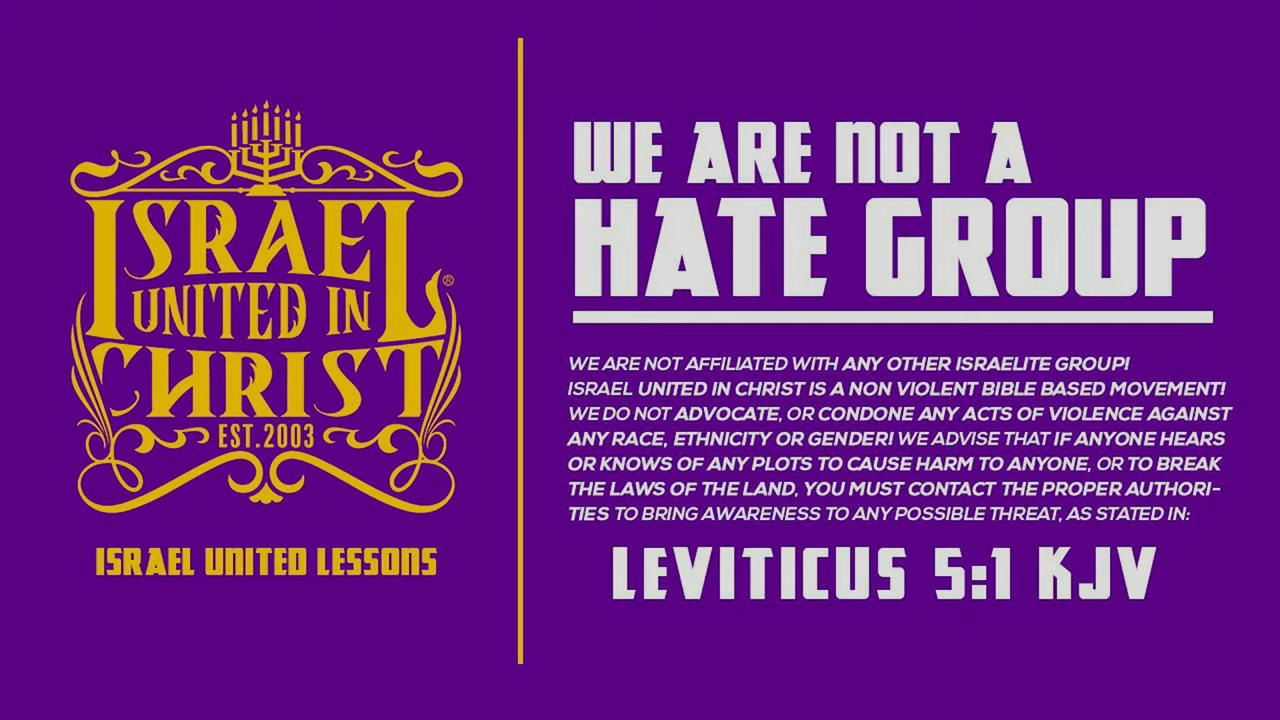 ISRAEL
UNITED IN
CHRIST
EST.2003
®
ISRAEL UNITED LESSONS
WE ARE NOT A
HATE GROUP
WE ARE NOT AFFILIATED WITH ANY OTHER ISRAELITE GROUP!
ISRAEL UNITED IN CHRIST IS A NON VIOLENT BIBLE BASED MOVEMENT!
WE DO NOT ADVOCATE, OR CONDONE ANY ACTS OF VIOLENCE AGAINST
ANY RACE, ETHNICITY OR GENDER! WE ADVISE THAT IF ANYONE HEARS
OR KNOWS OF ANY PLOTS TO CAUSE HARM TO ANYONE, OR TO BREAK
THE LAWS OF THE LAND, YOU MUST CONTACT THE PROPER AUTHORI-
TIES TO BRING AWARENESS TO ANY POSSIBLE THREAT, AS STATED IN:
LEVITICUS 5:1 KJV